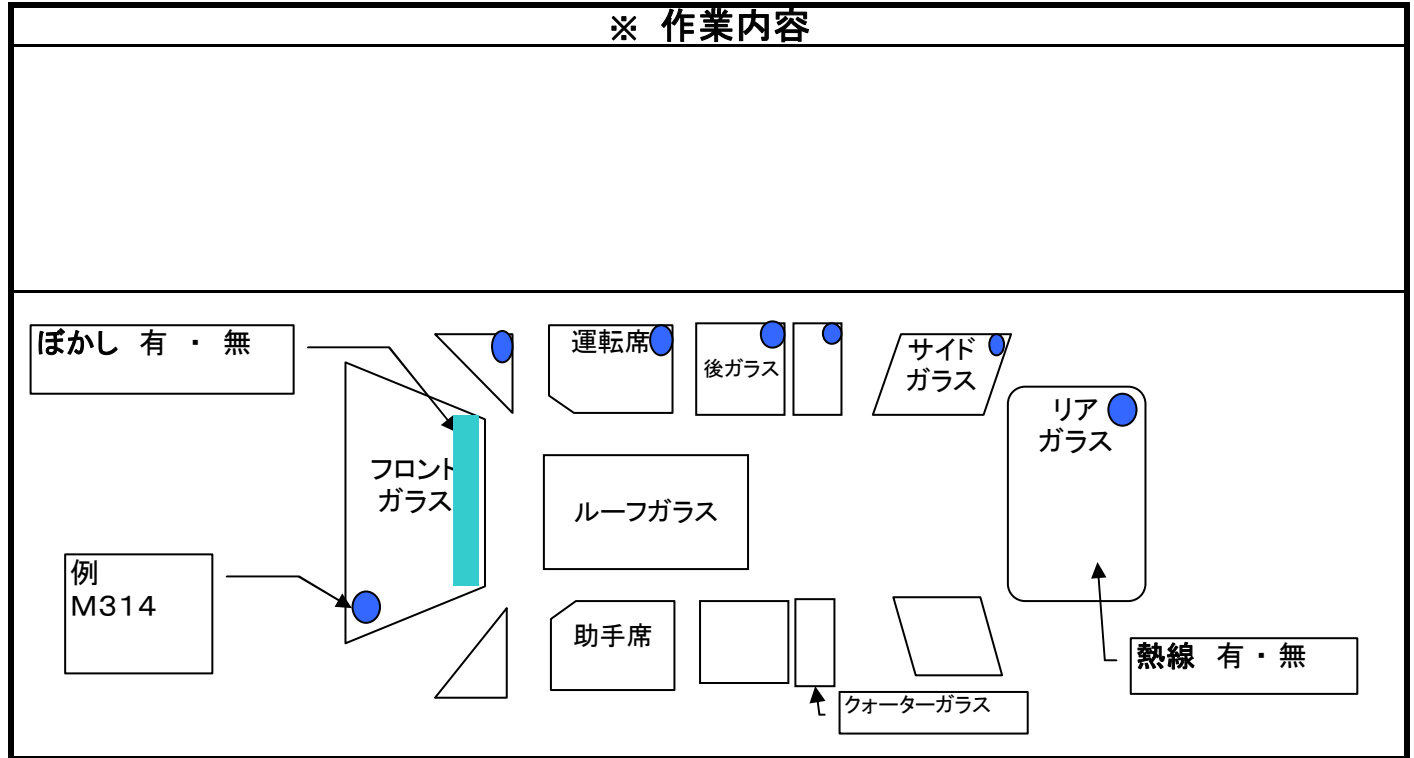 ※ 作業内容
ぼかし 有 ・ 無
運転席
後ガラス
サイド
ガラス
リア
ガラス
フロント
ガラス
ルーフガラス
例
M314
助手席
熱線 有・無
クォーターガラス